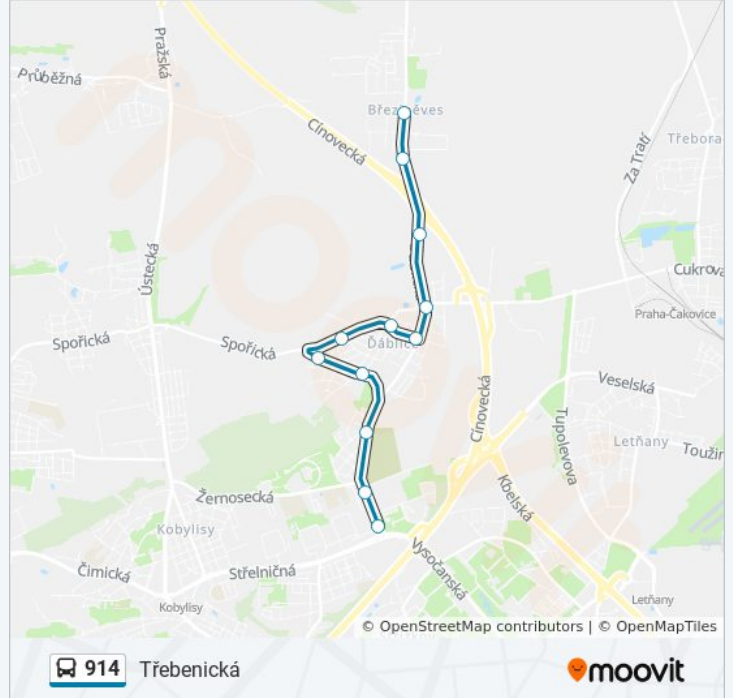 Pražská
Průběžná
Březiněves
Cínovecká
Třebora
Za Tratí
Ústecká
Cukrova
Praha-Čakovice
Spořická
Spořická
Ďáblice
Veselská
Cínovecká
Tupolevova
Letňany
Toužir
Kbelská
Žernosecká
Kobylisy
Vysočanská
Čimická
Střelničná
Kobylisy
Letňany
© OpenStreetMap contributors | © OpenMapTiles
914 Třebenická
moovit